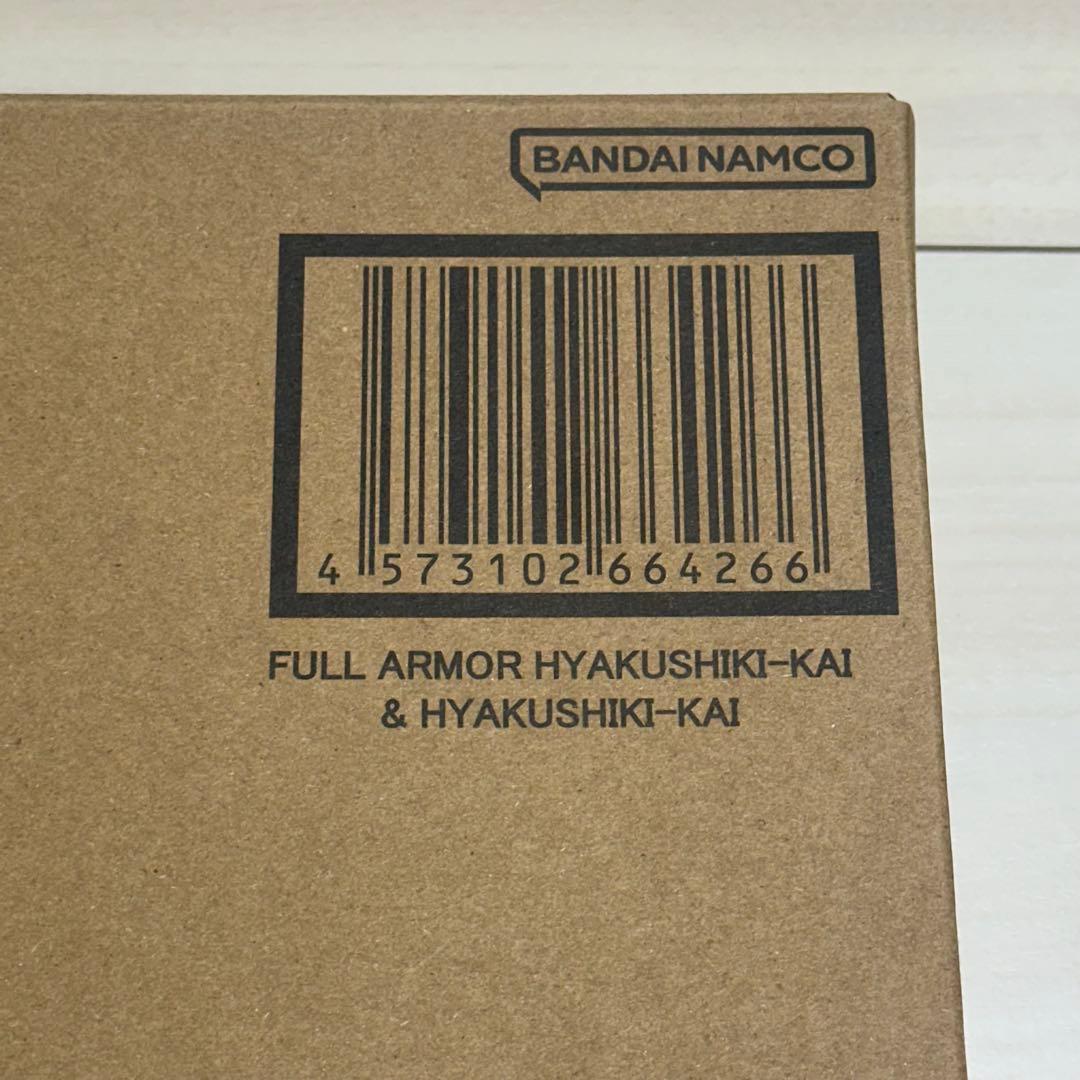 BANDAI NAMCO
4 573102 664266
FULL ARMOR HYAKUSHIKI-KAI
& HYAKUSHIKI-KAI